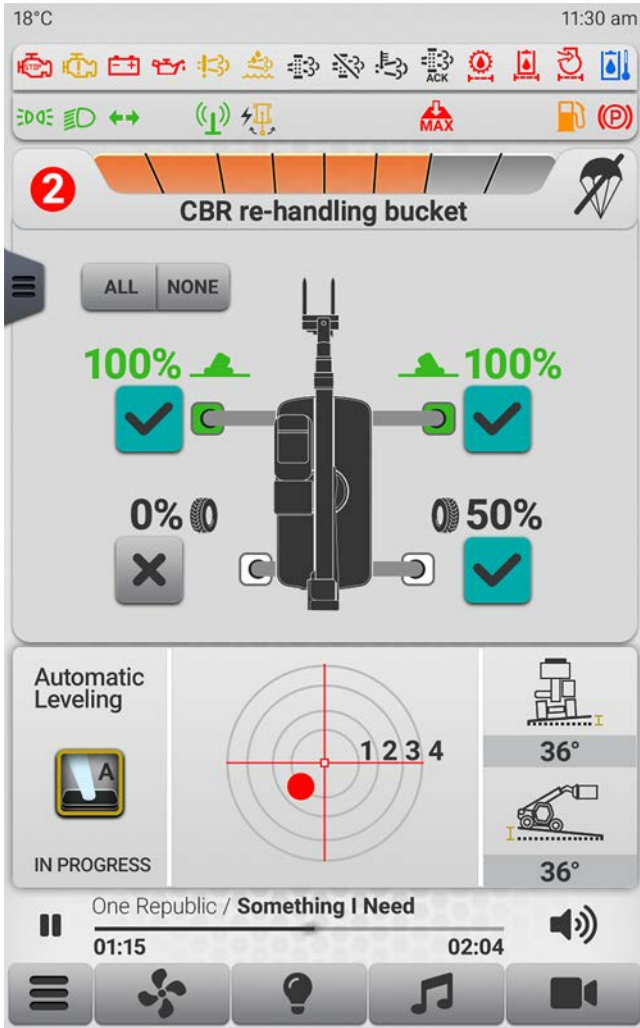 18°C 11:30 am
STOP
ACK
MAX P
2
CBR re-handling bucket
ALL NONE
100% 100%
0% 50%
Automatic
Leveling
A
1 2 3 4
36°
IN PROGRESS
36°
One Republic / Something I Need
01:15 02:04